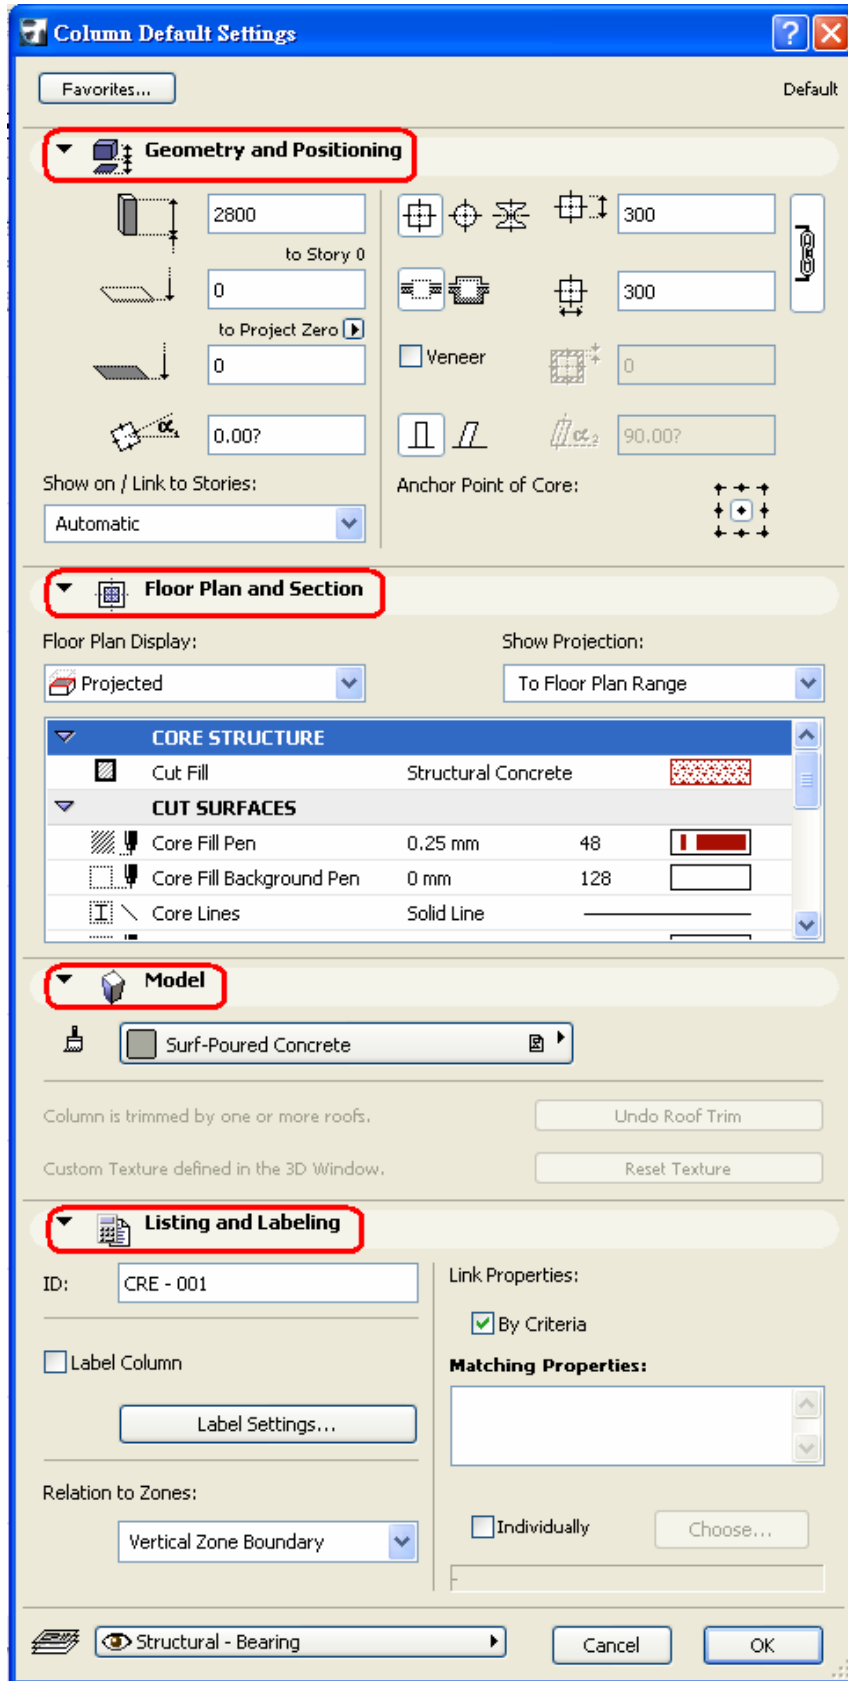 Column Default Settings
Favorites...
Default
Geometry and Positioning
2800
to Story 0
0
to Project Zero
0
α1
0.00?
Show on / Link to Stories:
Automatic
300
300
Veneer
0
α2
90.00?
Anchor Point of Core:
Floor Plan and Section
Floor Plan Display:
Show Projection:
Projected
To Floor Plan Range
CORE STRUCTURE
Cut Fill Structural Concrete
CUT SURFACES
Core Fill Pen 0.25 mm 48
Core Fill Background Pen 0 mm 128
Core Lines Solid Line
Model
Surf-Poured Concrete
Column is trimmed by one or more roofs.
Undo Roof Trim
Custom Texture defined in the 3D Window.
Reset Texture
Listing and Labeling
ID:
CRE - 001
Label Column
Label Settings...
Relation to Zones:
Vertical Zone Boundary
Link Properties:
By Criteria
Matching Properties:
Individually
Choose...
-
Structural - Bearing
Cancel
OK